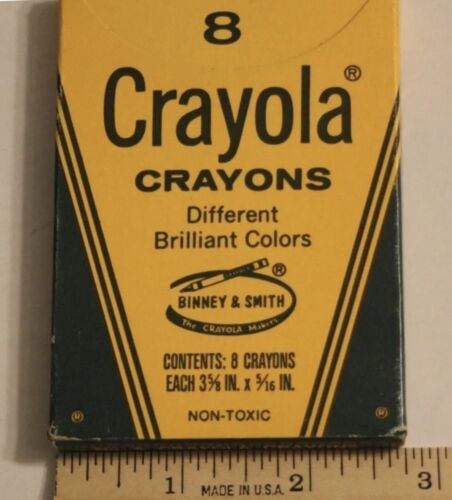 8
Crayola®
CRAYONS
Different
Brilliant Colors
CRAYOLA
®
BINNEY & SMITH
The CRAYOLA Makers
CONTENTS: 8 CRAYONS
EACH 3⅝ IN. X 5/16 IN.
® NON-TOXIC ®
1 2 3
MADE IN U.S.A.